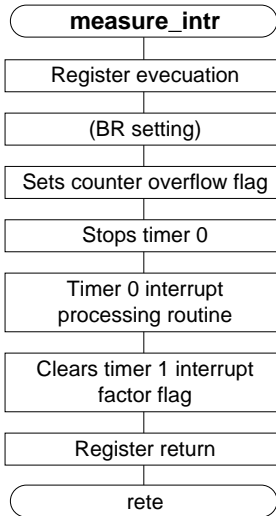 measure_intr
Register evecuation
(BR setting)
Sets counter overflow flag
Stops timer 0
Timer 0 interrupt
processing routine
Clears timer 1 interrupt
factor flag
Register return
rete